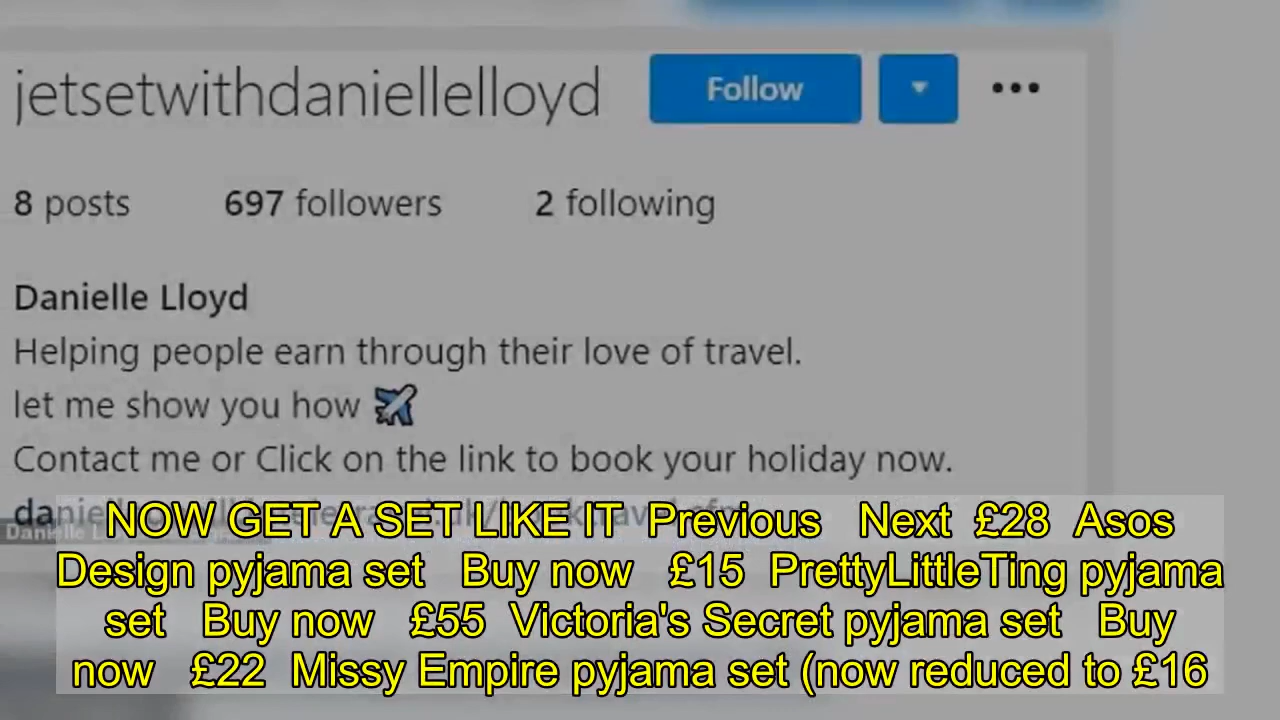 jetsetwithdaniellelloyd Follow
8 posts 697 followers 2 following
Danielle Lloyd
Helping people earn through their love of travel.
let me show you how ✈️
Contact me or Click on the link to book your holiday now.
NOW GET A SET LIKE IT Previous Next £28 Asos
Design pyjama set Buy now £15 PrettyLittleTing pyjama
set Buy now £55 Victoria's Secret pyjama set Buy
now £22 Missy Empire pyjama set (now reduced to £16